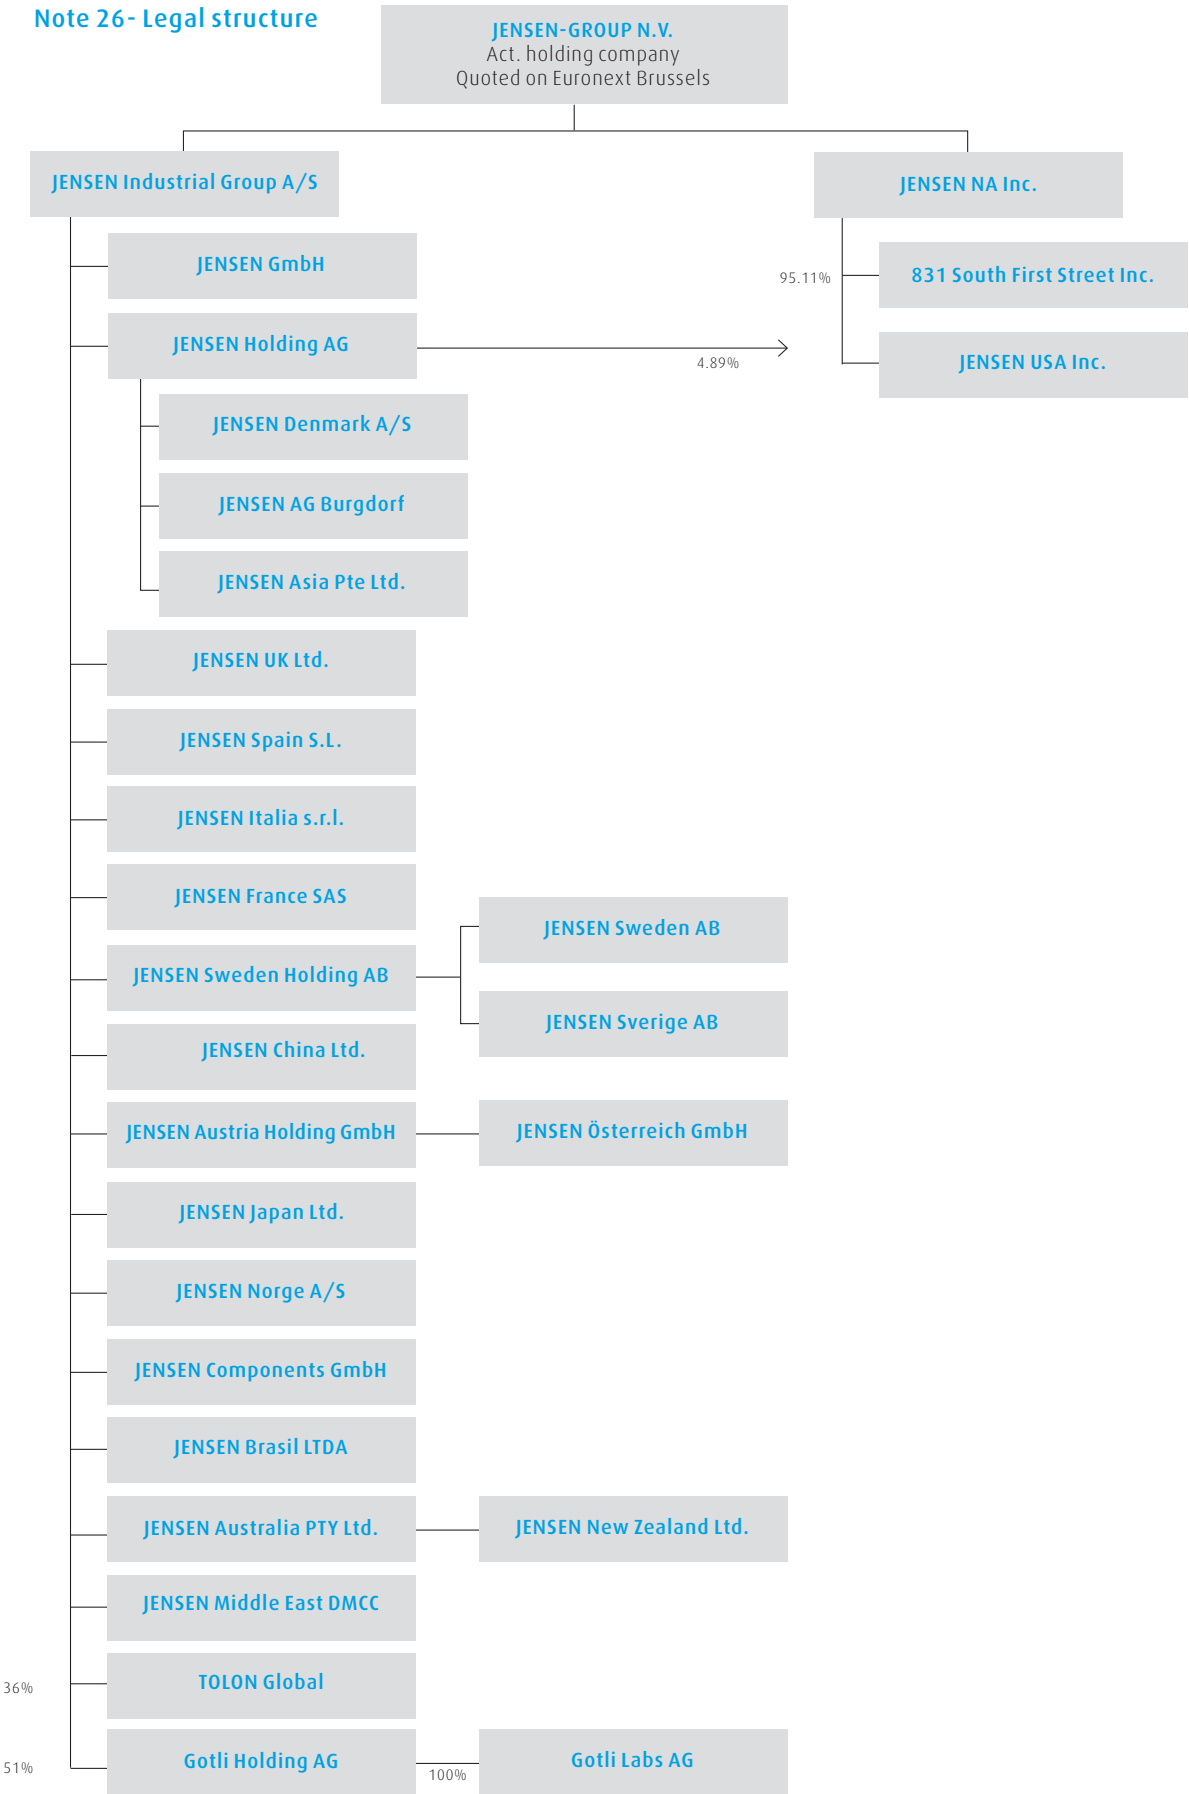 Note 26- Legal structure
JENSEN-GROUP N.V.
Act. holding company
Quoted on Euronext Brussels
JENSEN Industrial Group A/S
JENSEN NA Inc.
JENSEN GmbH
95.11%
831 South First Street Inc.
JENSEN Holding AG
4.89%
JENSEN USA Inc.
JENSEN Denmark A/S
JENSEN AG Burgdorf
JENSEN Asia Pte Ltd.
JENSEN UK Ltd.
JENSEN Spain S.L.
JENSEN Italia s.r.l.
JENSEN France SAS
JENSEN Sweden AB
JENSEN Sweden Holding AB
JENSEN Sverige AB
JENSEN China Ltd.
JENSEN Austria Holding GmbH
JENSEN Österreich GmbH
JENSEN Japan Ltd.
JENSEN Norge A/S
JENSEN Components GmbH
JENSEN Brasil LTDA
JENSEN Australia PTY Ltd.
JENSEN New Zealand Ltd.
JENSEN Middle East DMCC
36%
TOLON Global
51%
Gotli Holding AG
100%
Gotli Labs AG